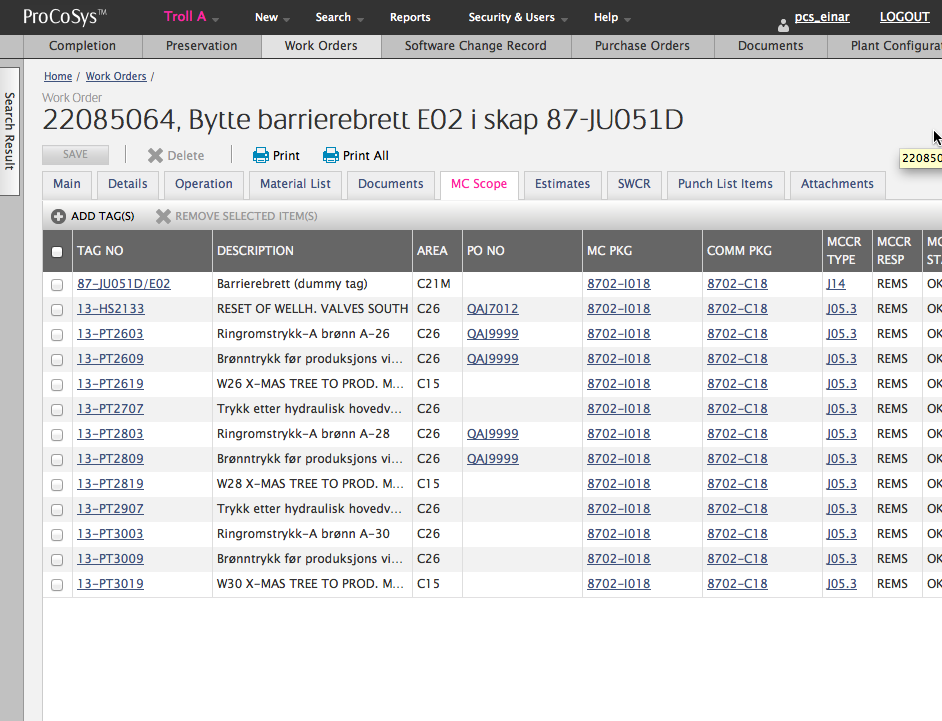 ProCoSys™ Troll A New Search Reports Security & Users Help pcs_einar LOGOUT
Completion Preservation Work Orders Software Change Record Purchase Orders Documents Plant Configura
Search Result
Home / Work Orders /
Work Order
22085064, Bytte barrierebrett E02 i skap 87-JU051D
SAVE Delete Print Print All
220850
Main Details Operation Material List Documents MC Scope Estimates SWCR Punch List Items Attachments
ADD TAG(S) REMOVE SELECTED ITEM(S)
TAG NO DESCRIPTION AREA PO NO MC PKG COMM PKG MCCR TYPE MCCR RESP MC STA
87-JU051D/E02 Barrierebrett (dummy tag) C21M 8702-I018 8702-C18 J14 REMS OK
13-HS2133 RESET OF WELLH. VALVES SOUTH C26 QAJ7012 8702-I018 8702-C18 J05.3 REMS OK
13-PT2603 Ringromstrykk-A brønn A-26 C26 QAJ9999 8702-I018 8702-C18 J05.3 REMS OK
13-PT2609 Brønntrykk før produksjons vi... C26 QAJ9999 8702-I018 8702-C18 J05.3 REMS OK
13-PT2619 W26 X-MAS TREE TO PROD. M... C15 8702-I018 8702-C18 J05.3 REMS OK
13-PT2707 Trykk etter hydraulisk hovedv... C26 8702-I018 8702-C18 J05.3 REMS OK
13-PT2803 Ringromstrykk-A brønn A-28 C26 QAJ9999 8702-I018 8702-C18 J05.3 REMS OK
13-PT2809 Brønntrykk før produksjons vi... C26 QAJ9999 8702-I018 8702-C18 J05.3 REMS OK
13-PT2819 W28 X-MAS TREE TO PROD. M... C15 8702-I018 8702-C18 J05.3 REMS OK
13-PT2907 Trykk etter hydraulisk hovedv... C26 8702-I018 8702-C18 J05.3 REMS OK
13-PT3003 Ringromstrykk-A brønn A-30 C26 8702-I018 8702-C18 J05.3 REMS OK
13-PT3009 Brønntrykk før produksjons vi... C26 8702-I018 8702-C18 J05.3 REMS OK
13-PT3019 W30 X-MAS TREE TO PROD. M... C15 8702-I018 8702-C18 J05.3 REMS OK